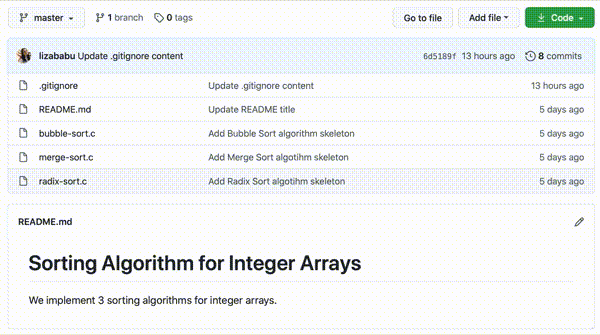 master 1 branch 0 tags Go to file Add file Code
lizababu Update .gitignore content 6d5189f 13 hours ago 8 commits
.gitignore Update .gitignore content 13 hours ago
README.md Update README title 5 days ago
bubble-sort.c Add Bubble Sort algorithm skeleton 5 days ago
merge-sort.c Add Merge Sort algotihm skeleton 5 days ago
radix-sort.c Add Radix Sort algotihm skeleton 5 days ago
README.md
Sorting Algorithm for Integer Arrays
We implement 3 sorting algorithms for integer arrays.